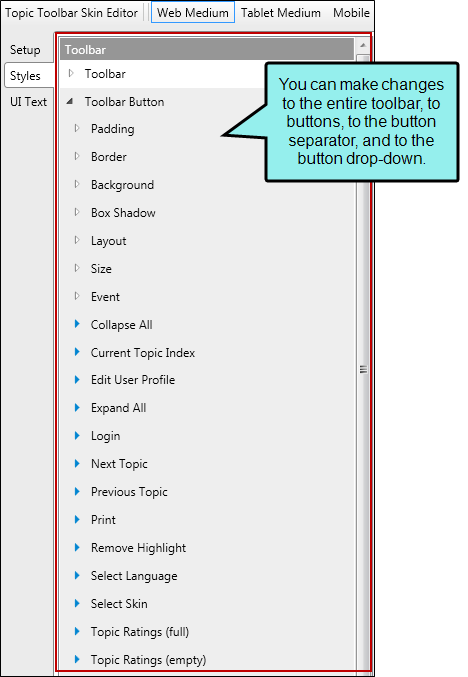 Topic Toolbar Skin Editor Web Medium Tablet Medium Mobile
Setup
Styles
UI Text
Toolbar
Toolbar
Toolbar Button
Padding
Border
Background
Box Shadow
Layout
Size
Event
Collapse All
Current Topic Index
Edit User Profile
Expand All
Login
Next Topic
Previous Topic
Print
Remove Highlight
Select Language
Select Skin
Topic Ratings (full)
Topic Ratings (empty)
You can make changes
to the entire toolbar, to
buttons, to the button
separator, and to the
button drop-down.